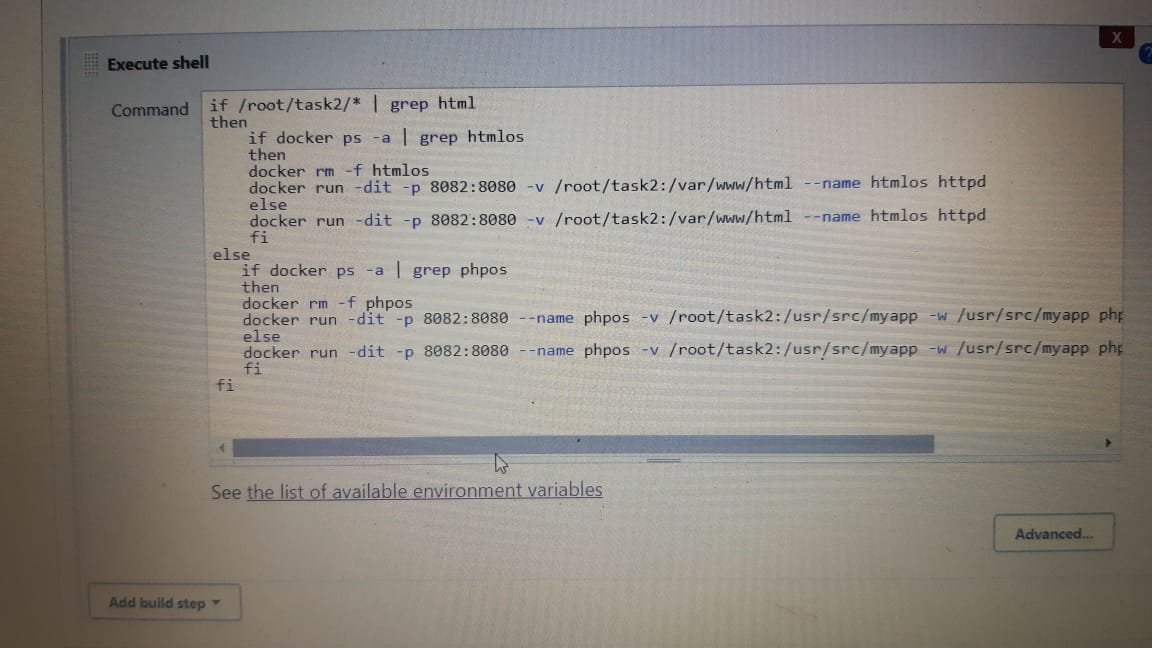 X
?
Execute shell
Command
if /root/task2/* | grep html
then
if docker ps -a | grep htmlos
then
docker rm -f htmlos
docker run -dit -p 8082:8080 -v /root/task2:/var/www/html --name htmlos httpd
else
docker run -dit -p 8082:8080 -v /root/task2:/var/www/html --name htmlos httpd
fi
else
if docker ps -a | grep phpos
then
docker rm -f phpos
docker run -dit -p 8082:8080 --name phpos -v /root/task2:/usr/src/myapp -w /usr/src/myapp php
else
docker run -dit -p 8082:8080 --name phpos -v /root/task2:/usr/src/myapp -w /usr/src/myapp php
fi
fi
See the list of available environment variables
Advanced...
Add build step